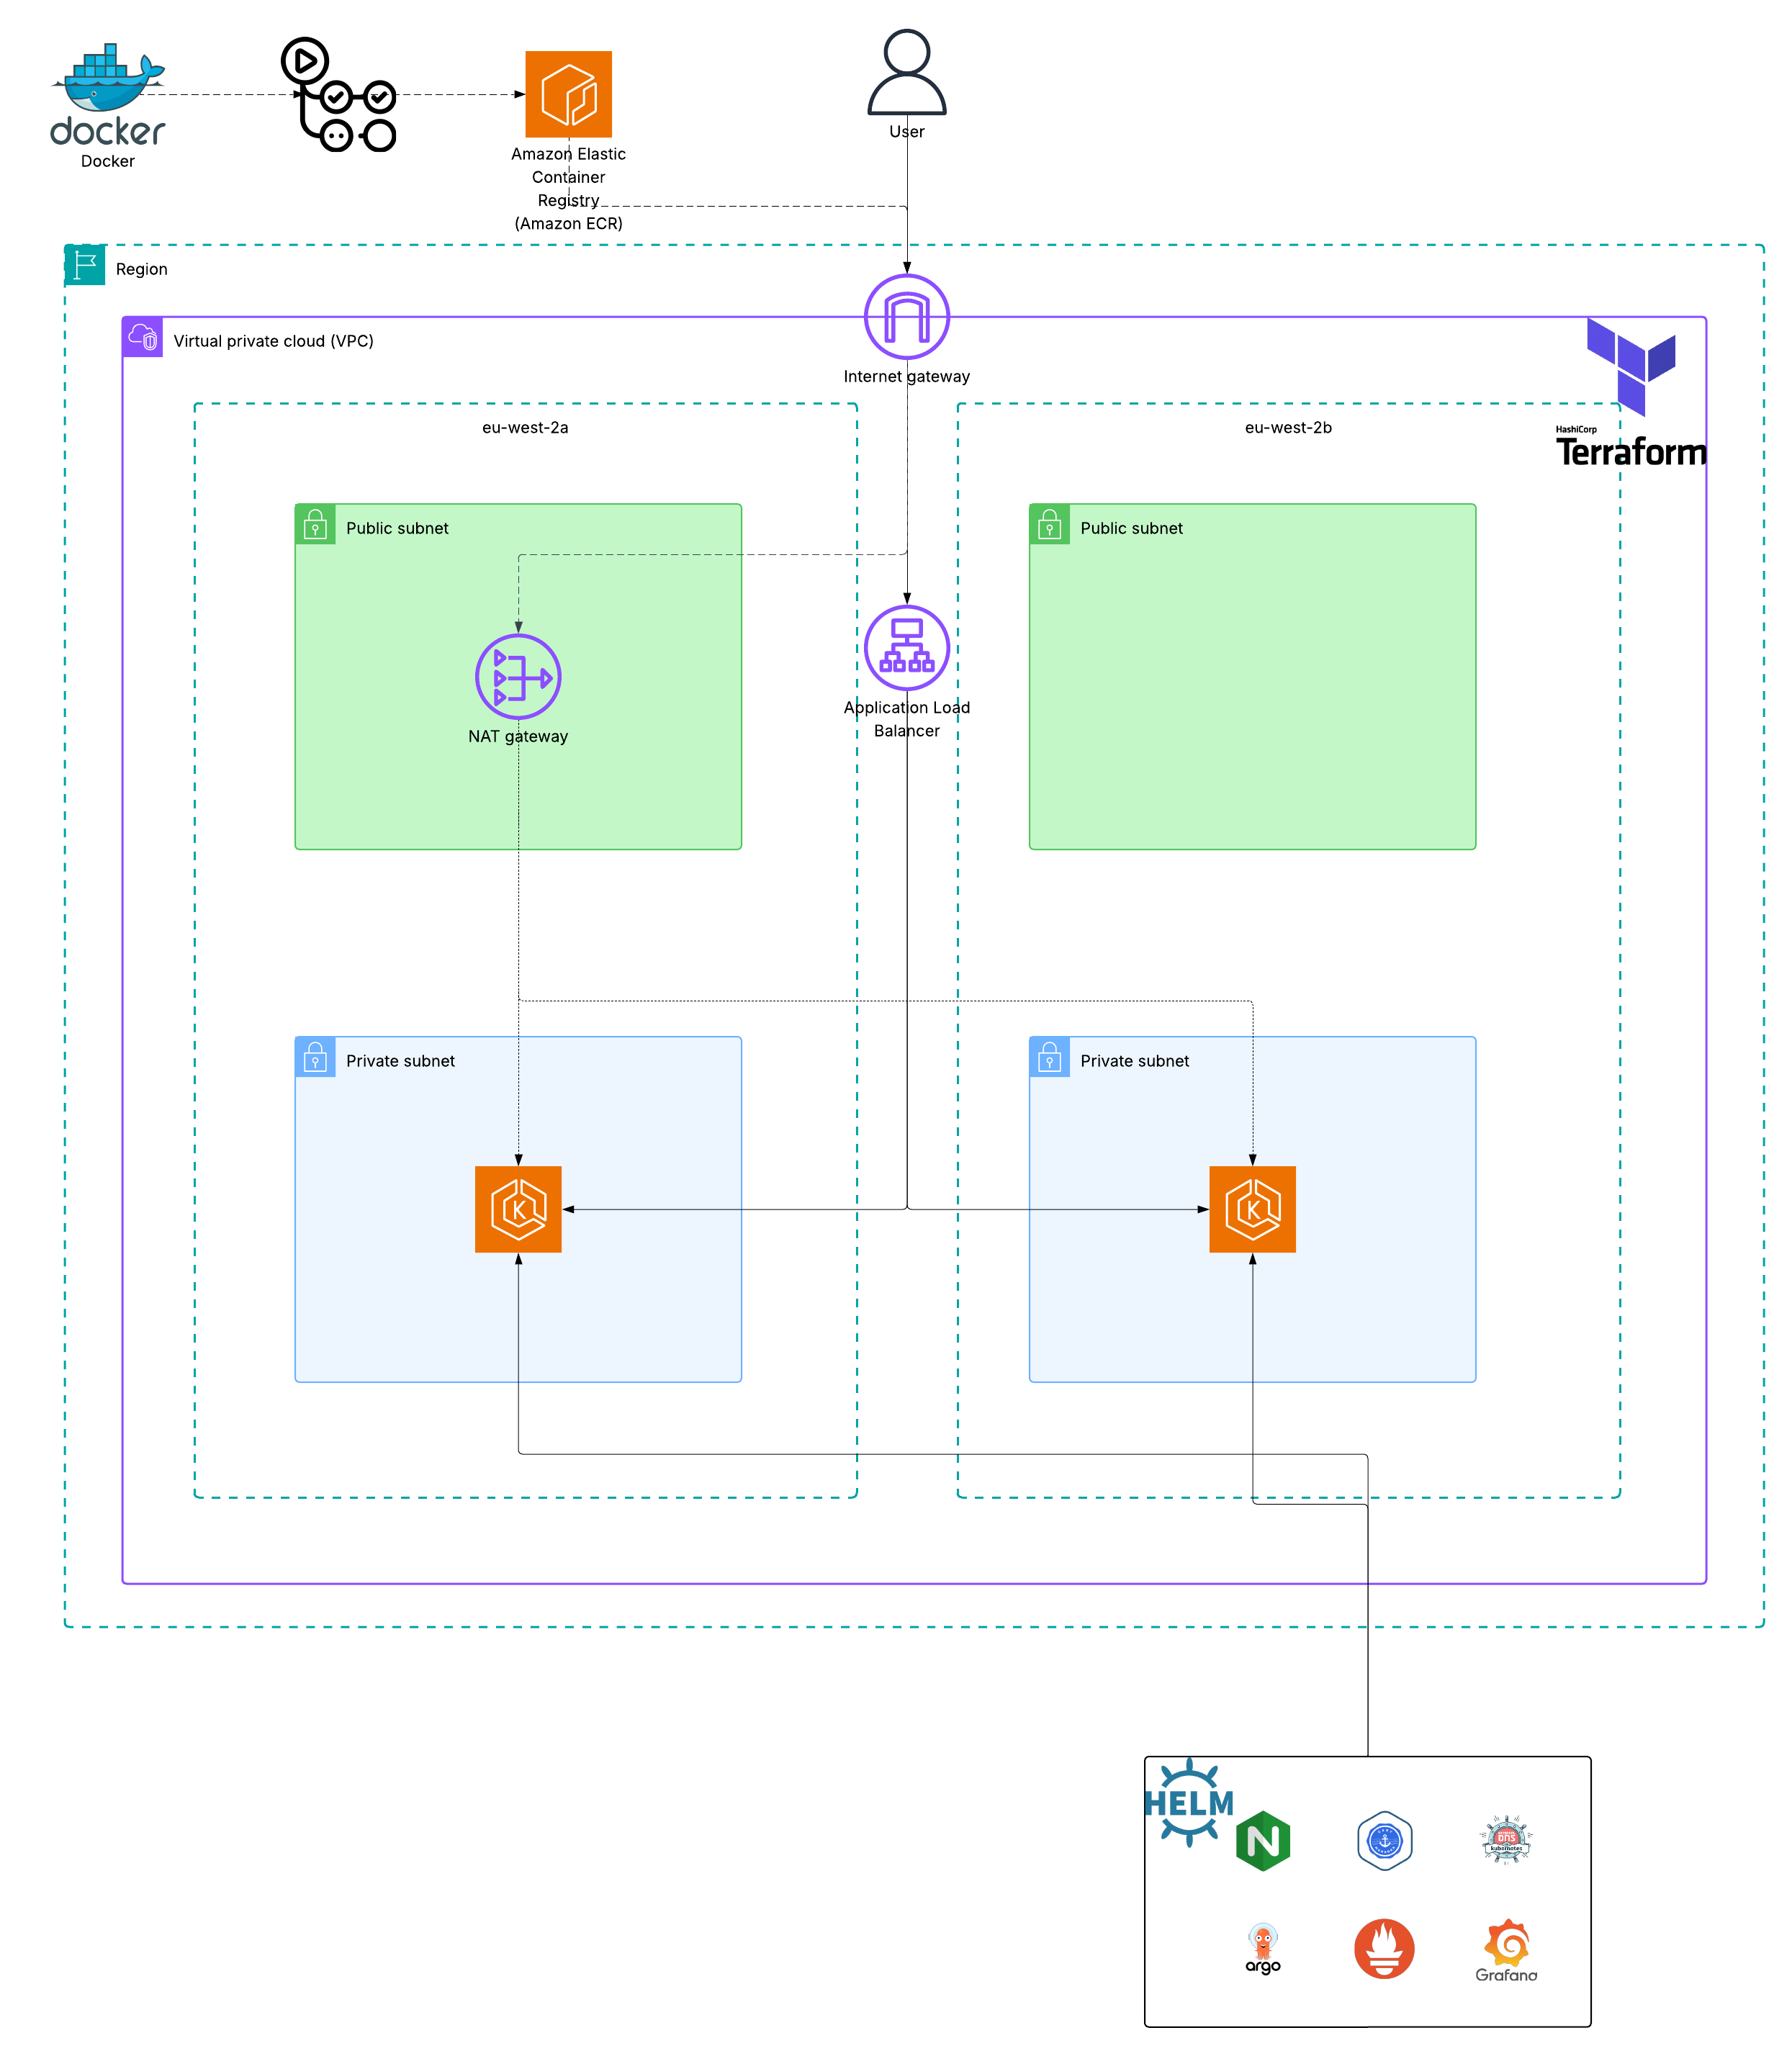 docker
Docker
Amazon Elastic
Container
Registry
(Amazon ECR)
User
Region
Virtual private cloud (VPC)
Internet gateway
HashiCorp
Terraform
eu-west-2a
eu-west-2b
Public subnet
Public subnet
NAT gateway
Application Load
Balancer
Private subnet
Private subnet
K
K
HELM
N
DNS
kubernetes
argo
Grafana